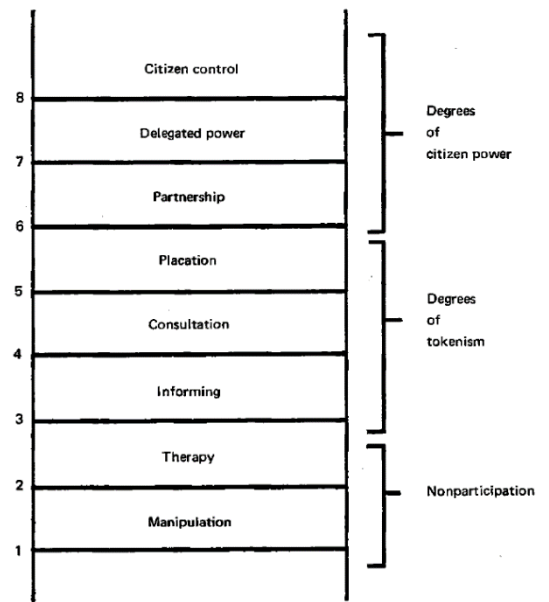 Citizen control
8
Delegated power
7
Partnership
6
Placation
5
Consultation
4
Informing
3
Therapy
2
Manipulation
1
Degrees
of
citizen power
Degrees
of
tokenism
Nonparticipation